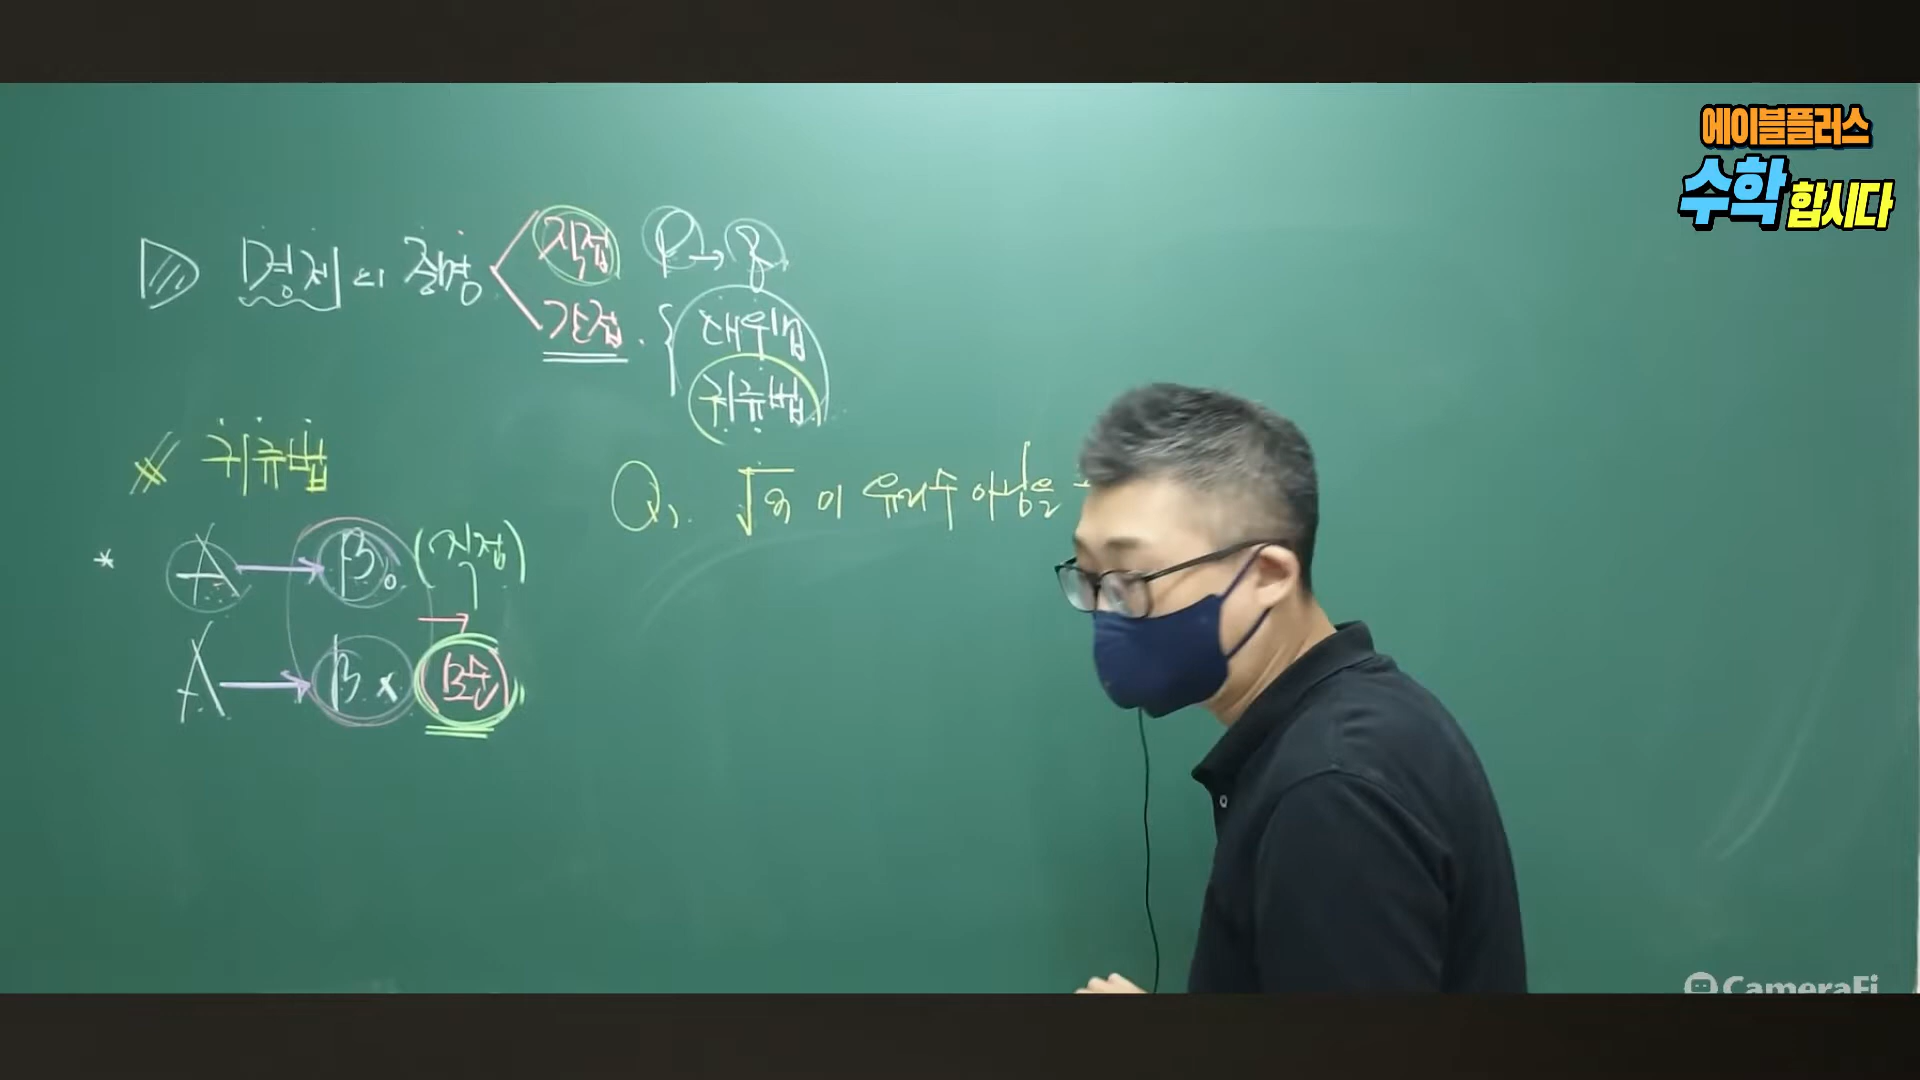 에이블플러스
수학 합시다
명제의 증명
직접 P → q
간접. { 대우법
귀류법
※ 귀류법
* A → B. (직접)
A → B x 모순
Q). √2 이 유리수 아님을
CameraFi